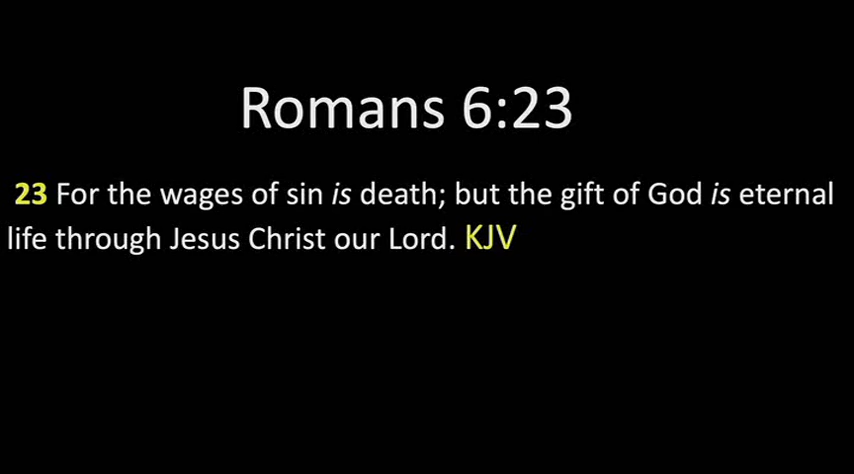 Romans 6:23
23 For the wages of sin is death; but the gift of God is eternal
life through Jesus Christ our Lord. KJV